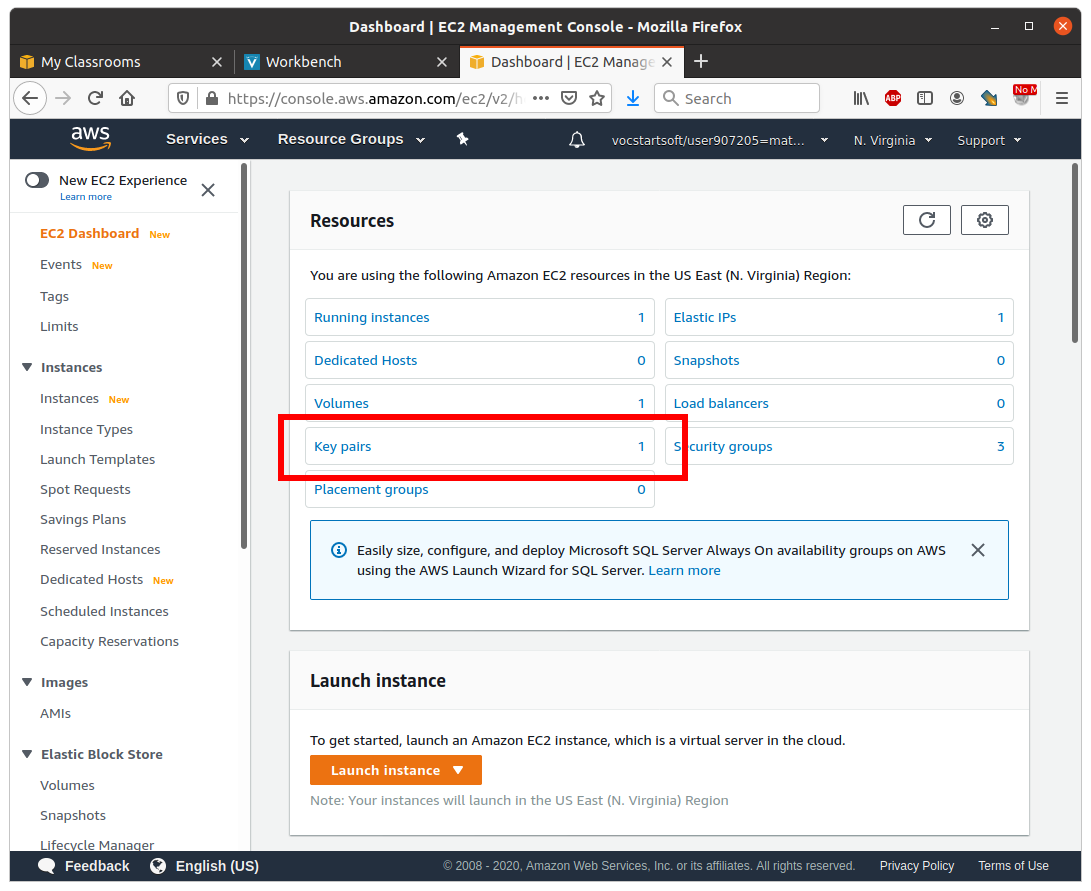 Dashboard | EC2 Management Console - Mozilla Firefox
My Classrooms
Workbench
Dashboard | EC2 Manage
https://console.aws.amazon.com/ec2/v2/h
Search
ABP
No M
aws
Services
Resource Groups
vocstartsoft/user907205=mat...
N. Virginia
Support
New EC2 Experience
Learn more
EC2 Dashboard New
Events New
Tags
Limits
Instances
Instances New
Instance Types
Launch Templates
Spot Requests
Savings Plans
Reserved Instances
Dedicated Hosts New
Scheduled Instances
Capacity Reservations
Images
AMIs
Elastic Block Store
Volumes
Snapshots
Lifecycle Manager
Resources
You are using the following Amazon EC2 resources in the US East (N. Virginia) Region:
Running instances 1
Elastic IPs 1
Dedicated Hosts 0
Snapshots 0
Volumes 1
Load balancers 0
Key pairs 1
Security groups 3
Placement groups 0
Easily size, configure, and deploy Microsoft SQL Server Always On availability groups on AWS
using the AWS Launch Wizard for SQL Server. Learn more
Launch instance
To get started, launch an Amazon EC2 instance, which is a virtual server in the cloud.
Launch instance
Note: Your instances will launch in the US East (N. Virginia) Region
Feedback
English (US)
© 2008 - 2020, Amazon Web Services, Inc. or its affiliates. All rights reserved.
Privacy Policy
Terms of Use